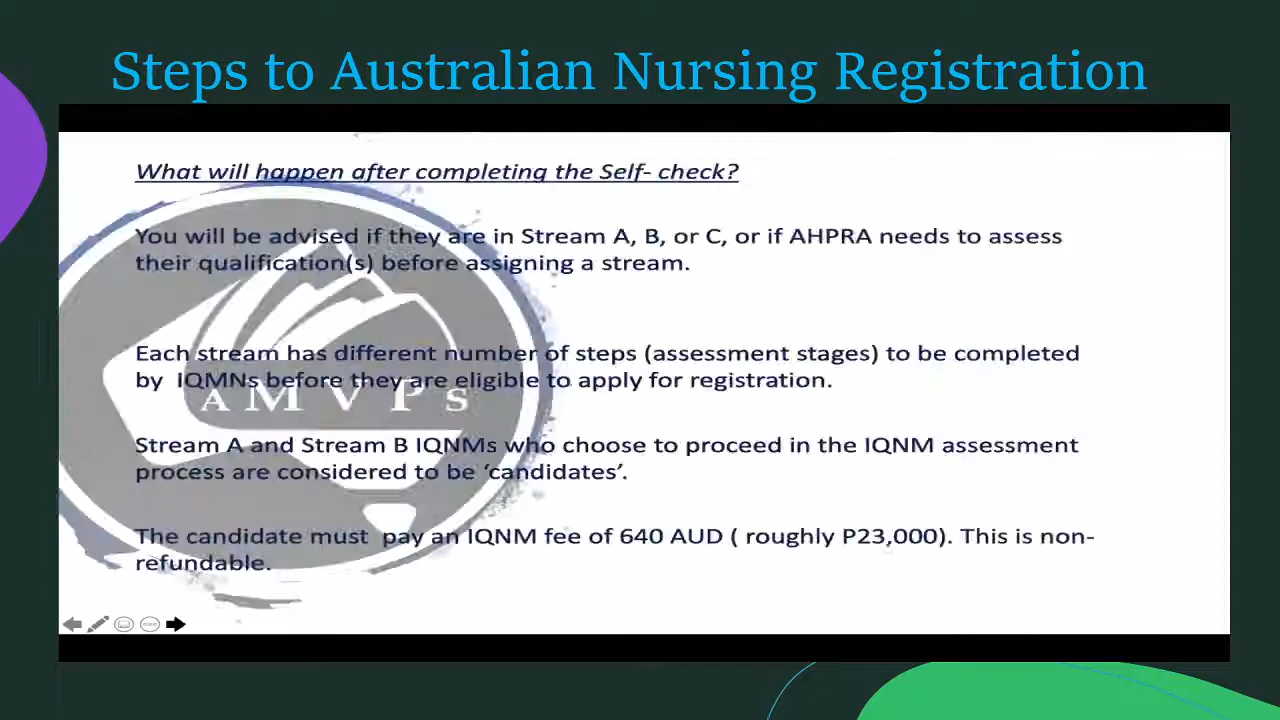 Steps to Australian Nursing Registration
What will happen after completing the Self- check?
You will be advised if they are in Stream A, B, or C, or if AHPRA needs to assess
their qualification(s) before assigning a stream.
Each stream has different number of steps (assessment stages) to be completed
by IQMNs before they are eligible to apply for registration.
AMVPs
Stream A and Stream B IQNMs who choose to proceed in the IQNM assessment
process are considered to be ‘candidates’.
The candidate must pay an IQNM fee of 640 AUD ( roughly P23,000). This is non-
refundable.